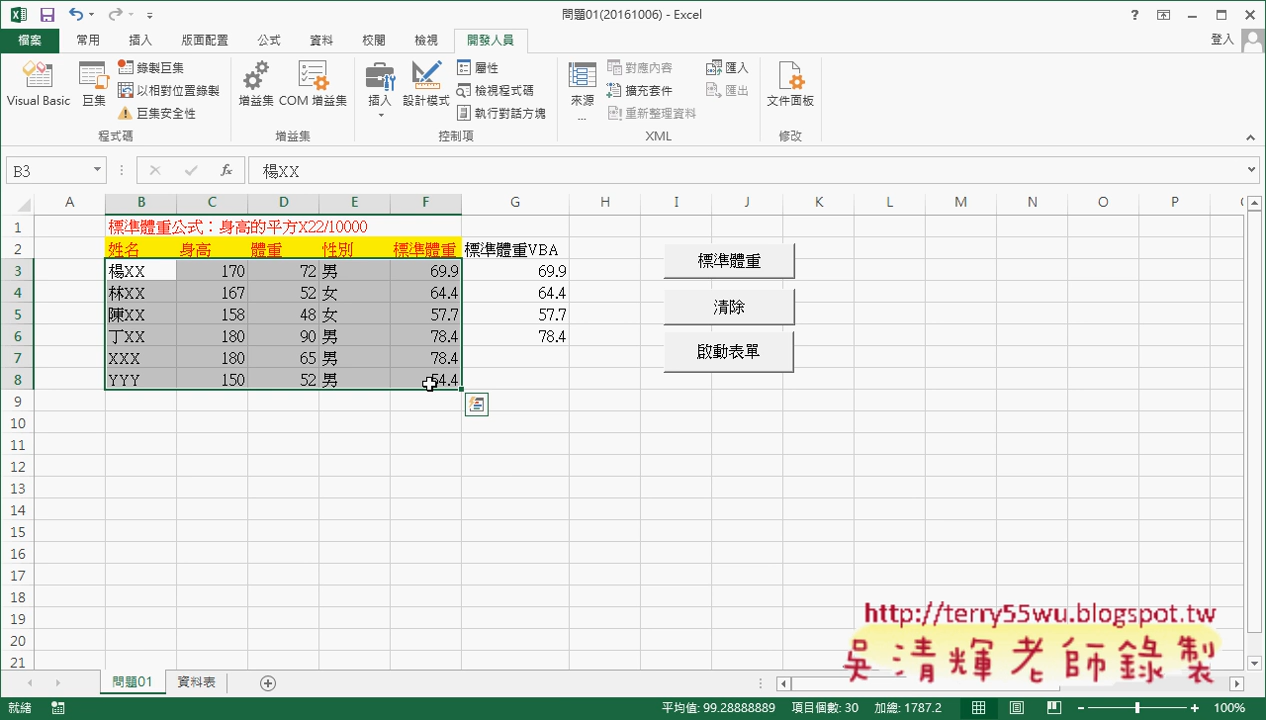 問題01(20161006) - Excel
檔案 常用 插入 版面配置 公式 資料 校閱 檢視 開發人員 登入
Visual Basic 巨集 錄製巨集 以相對位置錄製 巨集安全性 程式碼
增益集 COM 增益集 增益集
插入 設計模式 屬性 檢視程式碼 執行對話方塊 控制項
來源 ... 對應內容 擴充套件 重新整理資料 匯入 匯出 XML
文件面板 修改
B3 fx 楊XX
A B C D E F G H I J K L M N O P
1 標準體重公式：身高的平方X22/10000
2 姓名 身高 體重 性別 標準體重 標準體重VBA
3 楊XX 170 72 男 69.9 69.9
4 林XX 167 52 女 64.4 64.4
5 陳XX 158 48 女 57.7 57.7
6 丁XX 180 90 男 78.4 78.4
7 XXX 180 65 男 78.4
8 YYY 150 52 男 54.4
9
10
11
12
13
14
15
16
17
18
19
20
21
標準體重
清除
啟動表單
http://terry55wu.blogspot.tw
吳清輝老師錄製
問題01 資料表
就緒 平均值: 99.28888889 項目個數: 30 加總: 1787.2 100%